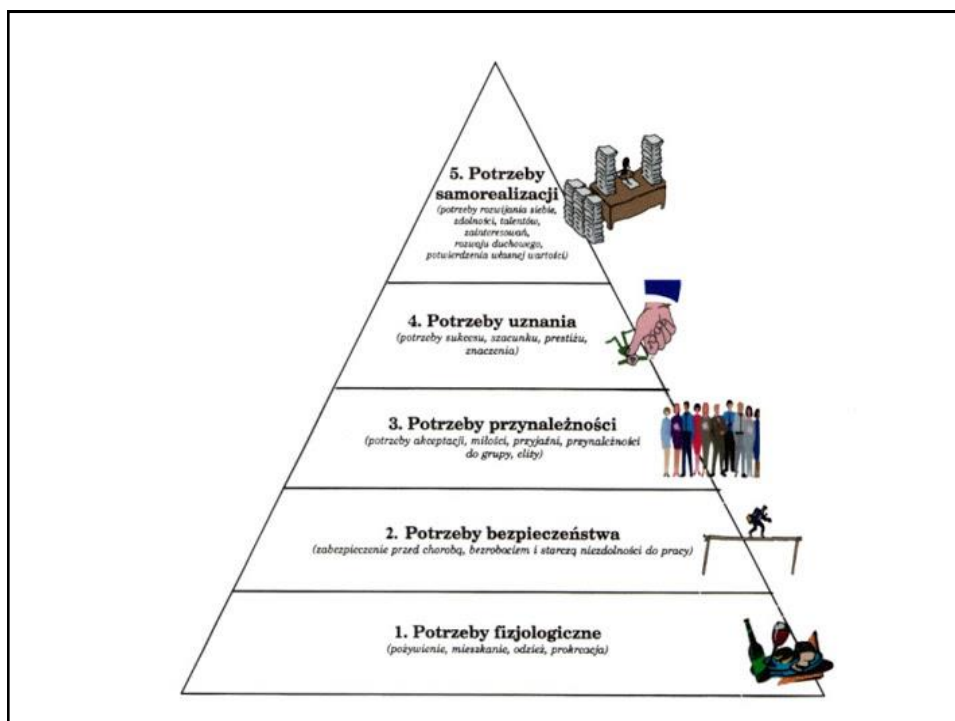 5. Potrzeby
samorealizacji
(potrzeby rozwijania siebie,
zdolności, talentów,
zainteresowań,
rozwoju duchowego,
potwierdzenia własnej wartości)
4. Potrzeby uznania
(potrzeby sukcesu, szacunku, prestiżu,
znaczenia)
3. Potrzeby przynależności
(potrzeby akceptacji, miłości, przyjaźni, przynależności
do grupy, elity)
2. Potrzeby bezpieczeństwa
(zabezpieczenie przed chorobą, bezrobociem i starczą niezdolności do pracy)
1. Potrzeby fizjologiczne
(pożywienie, mieszkanie, odzież, prokreacja)